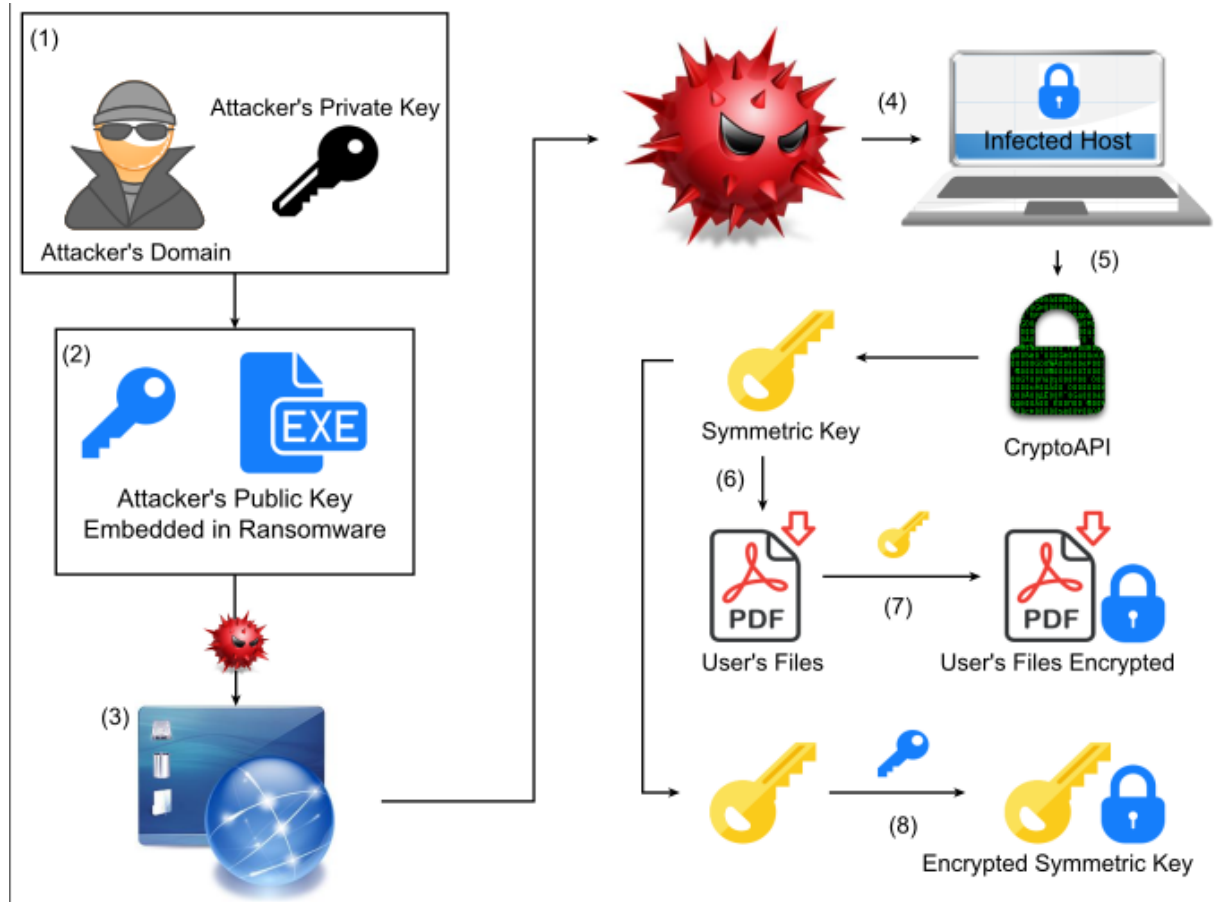 (1)
Attacker's Private Key
Attacker's Domain
(2)
EXE
Attacker's Public Key
Embedded in Ransomware
(3)
(4)
Infected Host
(5)
CryptoAPI
Symmetric Key
(6)
PDF
User's Files
(7)
PDF
User's Files Encrypted
(8)
Encrypted Symmetric Key